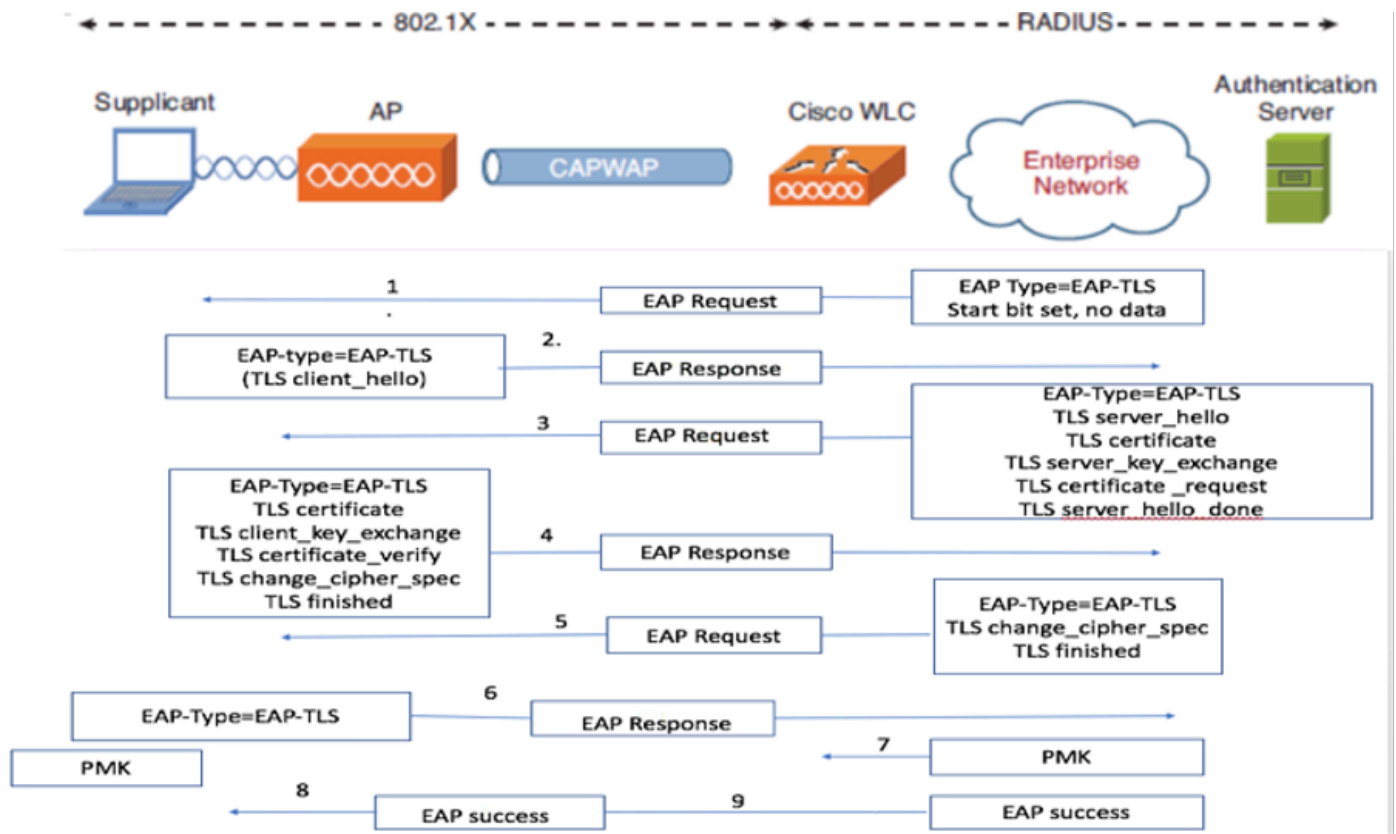 802.1X
RADIUS
Supplicant
AP
CAPWAP
Cisco WLC
Enterprise
Network
Authentication
Server
1
.
EAP Request
EAP Type=EAP-TLS
Start bit set, no data
EAP-type=EAP-TLS
(TLS client_hello)
2.
EAP Response
3
EAP Request
EAP-Type=EAP-TLS
TLS server_hello
TLS certificate
TLS server_key_exchange
TLS certificate _request
TLS server_hello_done
EAP-Type=EAP-TLS
TLS certificate
TLS client_key_exchange
TLS certificate_verify
TLS change_cipher_spec
TLS finished
4
EAP Response
5
EAP Request
EAP-Type=EAP-TLS
TLS change_cipher_spec
TLS finished
EAP-Type=EAP-TLS
6
EAP Response
7
PMK
PMK
8
EAP success
9
EAP success